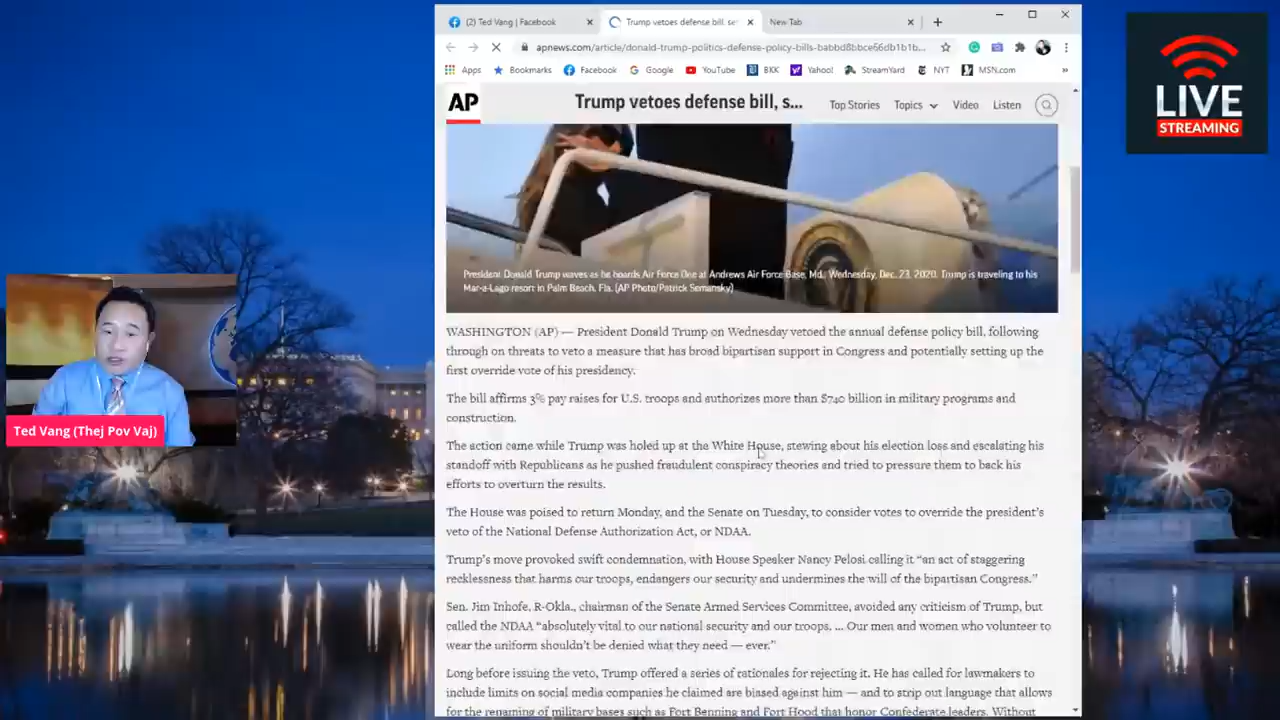 (2) Ted Vang | Facebook
Trump vetoes defense bill, set
New Tab
apnews.com/article/donald-trump-politics-defense-policy-bills-babbd8bbce66db1b1b...
Apps Bookmarks Facebook Google YouTube BKK Yahoo! StreamYard NYT MSN.com
AP Trump vetoes defense bill, s... Top Stories Topics Video Listen
LIVE
STREAMING
President Donald Trump waves as he boards Air Force One at Andrews Air Force Base, Md., Wednesday, Dec. 23, 2020. Trump is traveling to his
Mar-a-Lago resort in Palm Beach, Fla. (AP Photo/Patrick Semansky)
WASHINGTON (AP) — President Donald Trump on Wednesday vetoed the annual defense policy bill, following
through on threats to veto a measure that has broad bipartisan support in Congress and potentially setting up the
first override vote of his presidency.
The bill affirms 3% pay raises for U.S. troops and authorizes more than $740 billion in military programs and
construction.
The action came while Trump was holed up at the White House, stewing about his election loss and escalating his
standoff with Republicans as he pushed fraudulent conspiracy theories and tried to pressure them to back his
efforts to overturn the results.
The House was poised to return Monday, and the Senate on Tuesday, to consider votes to override the president’s
veto of the National Defense Authorization Act, or NDAA.
Trump’s move provoked swift condemnation, with House Speaker Nancy Pelosi calling it “an act of staggering
recklessness that harms our troops, endangers our security and undermines the will of the bipartisan Congress.”
Sen. Jim Inhofe, R-Okla., chairman of the Senate Armed Services Committee, avoided any criticism of Trump, but
called the NDAA “absolutely vital to our national security and our troops, ... Our men and women who volunteer to
wear the uniform shouldn’t be denied what they need — ever.”
Long before issuing the veto, Trump offered a series of rationales for rejecting it. He has called for lawmakers to
include limits on social media companies he claimed are biased against him — and to strip out language that allows
for the renaming of military bases such as Fort Benning and Fort Hood that honor Confederate leaders. Without
Ted Vang (Thej Pov Vaj)